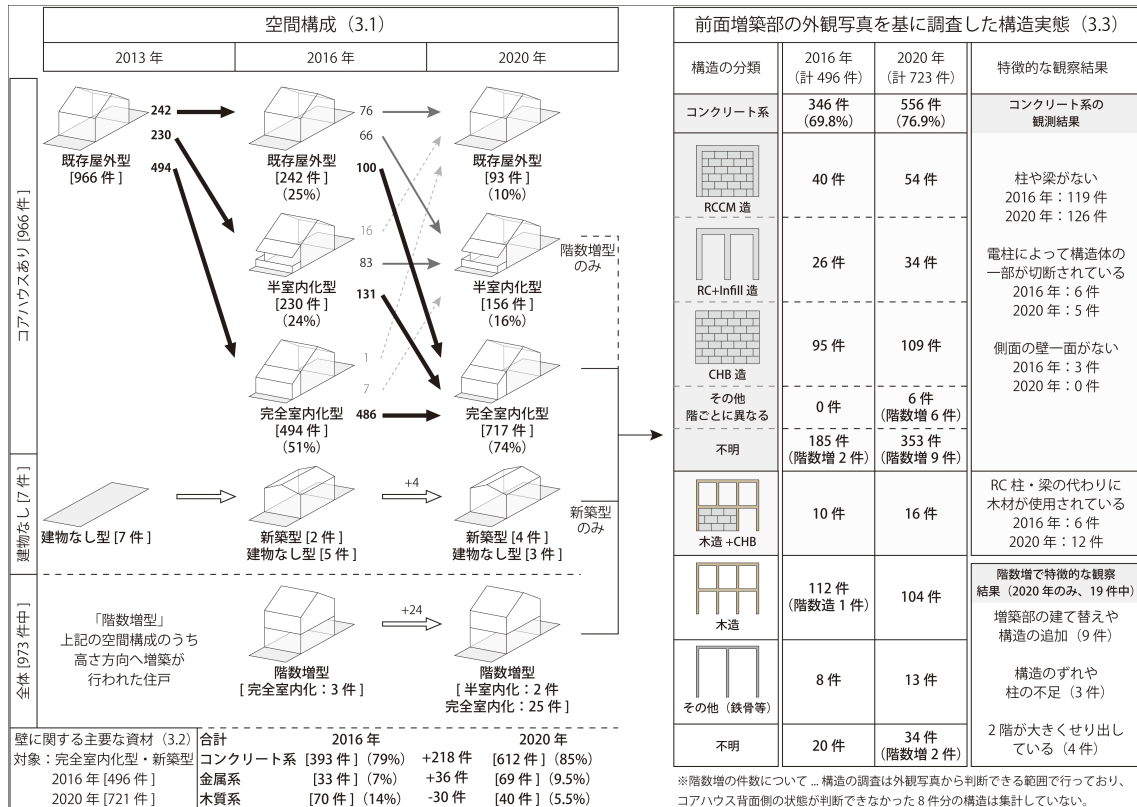 空間構成（3.1）
2013 年
2016 年
2020 年
コアハウスあり [966 件 ]
242
230
494
既存屋外型
[966 件 ]
76
66
100
既存屋外型
[242 件 ]
（25%）
既存屋外型
[93 件 ]
（10%）
16
83
131
半室内化型
[230 件 ]
（24%）
階数増型
のみ
半室内化型
[156 件 ]
（16%）
1
7
486
完全室内化型
[494 件 ]
（51%）
完全室内化型
[717 件 ]
（74%）
建物なし [7 件 ]
建物なし型 [7 件 ]
+4
新築型 [2 件 ]
建物なし型 [5 件 ]
新築型 [4 件 ]
建物なし型 [3 件 ]
新築型
のみ
全体 [973 件中 ]
「階数増型」
上記の空間構成のうち
高さ方向へ増築が
行われた住戸
+24
階数増型
[ 完全室内化：3 件 ]
階数増型
[ 半室内化：2 件
完全室内化：25 件 ]
壁に関する主要な資材（3.2）
対象：完全室内化型・新築型
2016 年 [496 件 ]
2020 年 [721 件 ]
合計 2016 年 2020 年
コンクリート系 [393 件 ]（79%） +218 件 [612 件 ]（85%）
金属系 [33 件 ]（7%） +36 件 [69 件 ]（9.5%）
木質系 [70 件 ]（14%） -30 件 [40 件 ]（5.5%）
前面増築部の外観写真を基に調査した構造実態（3.3）
構造の分類
2016 年
（計 496 件）
2020 年
（計 723 件）
特徴的な観察結果
コンクリート系
346 件
（69.8%）
556 件
（76.9%）
コンクリート系の
観測結果
RCCM 造
40 件
54 件
RC+Infill 造
26 件
34 件
CHB 造
95 件
109 件
その他
階ごとに異なる
0 件
6 件
（階数増 6 件）
不明
185 件
（階数増 2 件）
353 件
（階数増 9 件）
柱や梁がない
2016 年：119 件
2020 年：126 件
電柱によって構造体の
一部が切断されている
2016 年：6 件
2020 年：5 件
側面の壁一面がない
2016 年：3 件
2020 年：0 件
木造 +CHB
10 件
16 件
RC 柱・梁の代わりに
木材が使用されている
2016 年：6 件
2020 年：12 件
木造
112 件
（階数造 1 件）
104 件
その他（鉄骨等）
8 件
13 件
不明
20 件
34 件
（階数増 2 件）
階数増で特徴的な観察
結果（2020 年のみ、19 件中）
増築部の建て替えや
構造の追加（9 件）
構造のずれや
柱の不足（3 件）
2 階が大きくせり出し
ている（4 件）
※階数増の件数について ... 構造の調査は外観写真から判断できる範囲で行っており、
コアハウス背面側の状態が判断できなかった 8 件分の構造は集計していない。